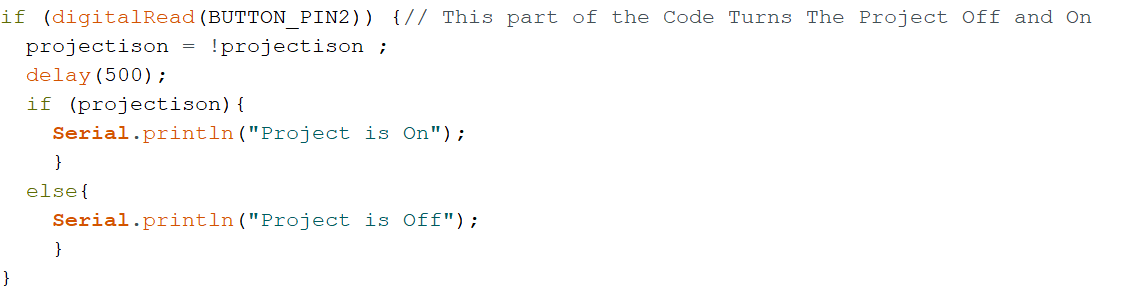 if (digitalRead(BUTTON_PIN2)) {// This part of the Code Turns The Project Off and On
  projectison = !projectison ;
  delay(500);
  if (projectison){
    Serial.println("Project is On");
    }
  else{
    Serial.println("Project is Off");
    }
}